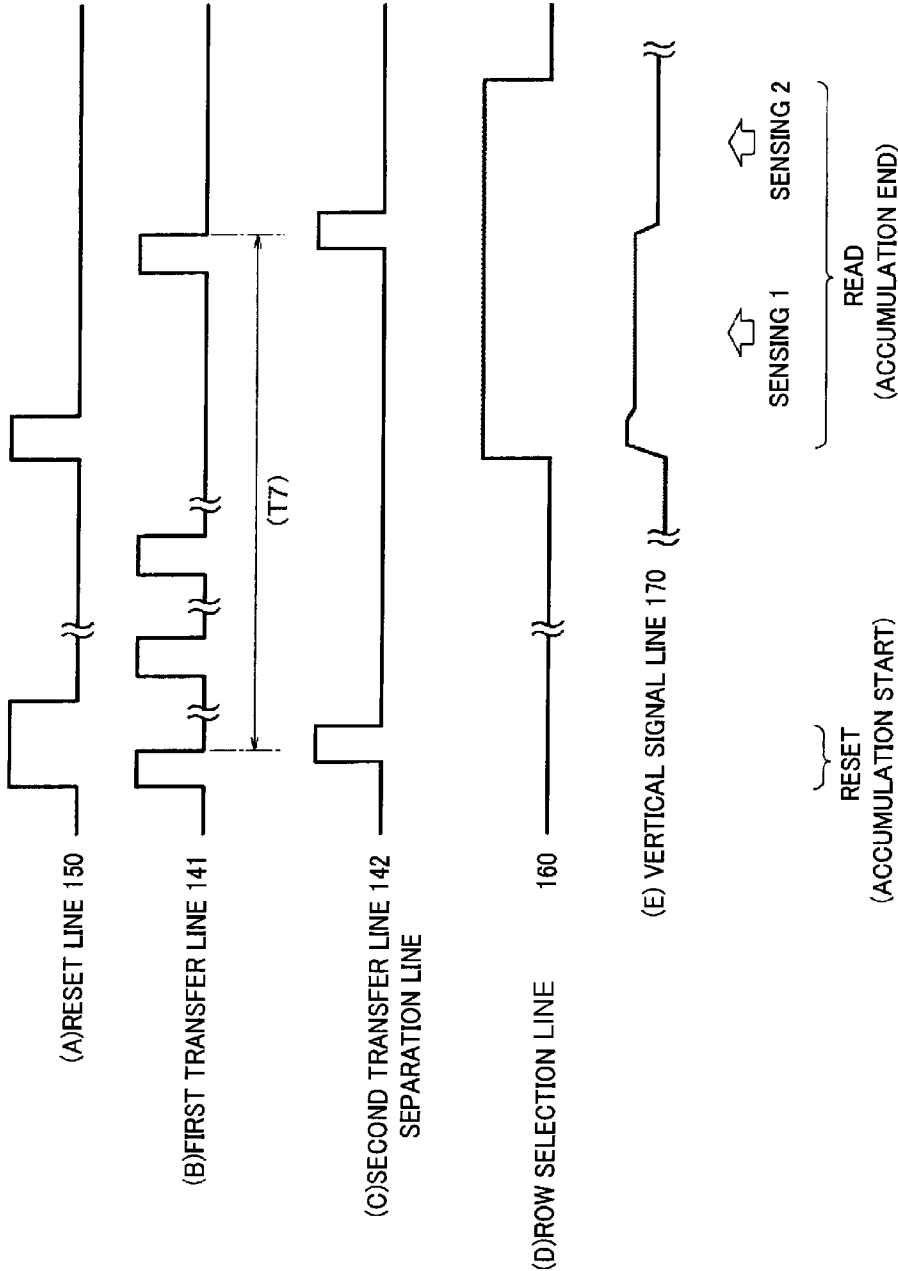 (A)RESET LINE 150
(B)FIRST TRANSFER LINE 141
(T7)
(C)SECOND TRANSFER LINE 142
SEPARATION LINE
(D)ROW SELECTION LINE 160
(E) VERTICAL SIGNAL LINE 170
SENSING 1
SENSING 2
RESET
(ACCUMULATION START)
READ
(ACCUMULATION END)